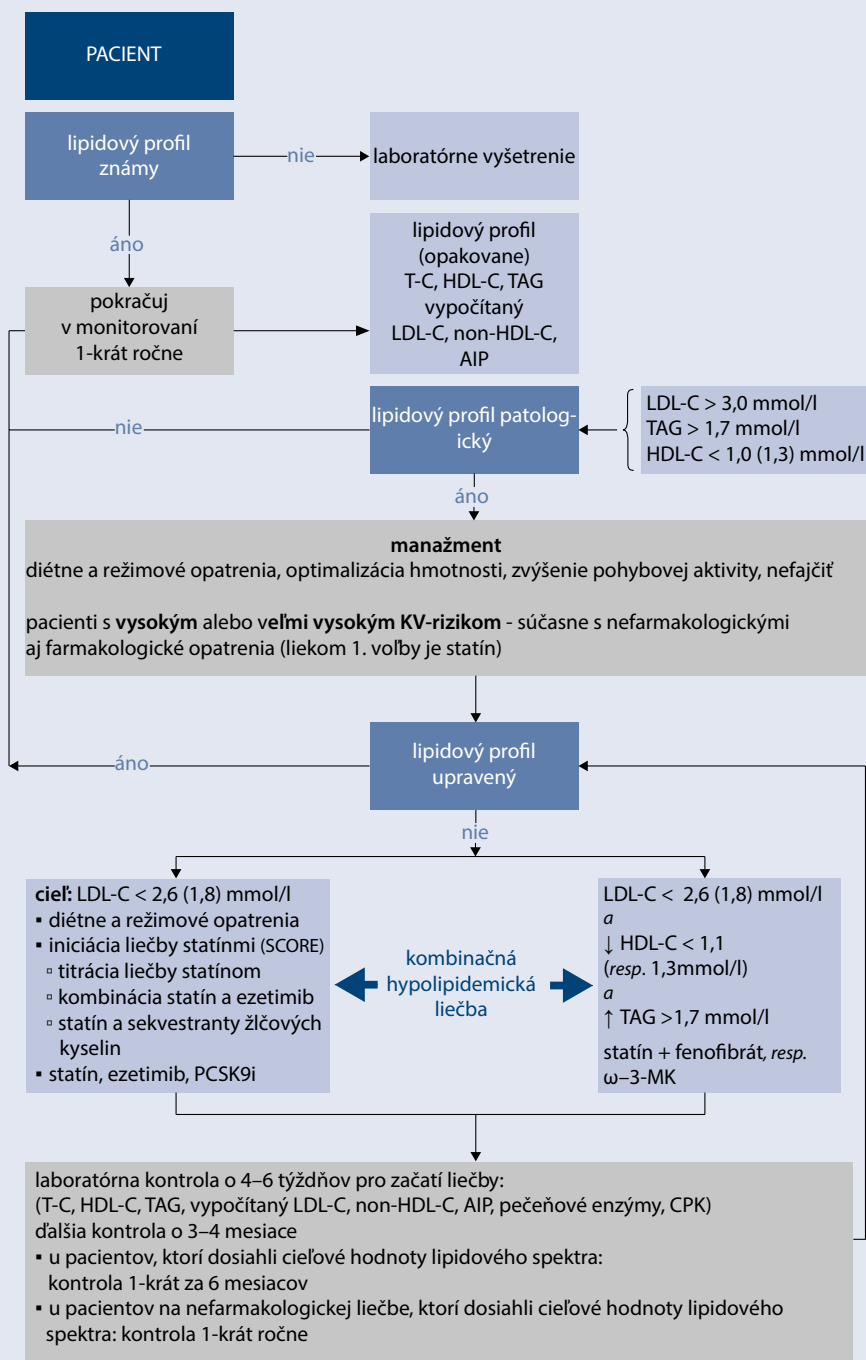 PACIENT
lipidový profil
známy
nie
laboratórne vyšetrenie
áno
lipidový profil
(opakovane)
T-C, HDL-C, TAG
vypočítaný
LDL-C, non-HDL-C,
AIP
pokračuj
v monitorovaní
1-krát ročne
nie
lipidový profil patolog-
ický
LDL-C > 3,0 mmol/l
TAG > 1,7 mmol/l
HDL-C < 1,0 (1,3) mmol/l
áno
manažment
diétne a režimové opatrenia, optimalizácia hmotnosti, zvýšenie pohybovej aktivity, nefajčiť
pacienti s vysokým alebo veľmi vysokým KV-rizikom - súčasne s nefarmakologickými
aj farmakologické opatrenia (liekom 1. voľby je statín)
áno
lipidový profil
upravený
nie
cieľ: LDL-C < 2,6 (1,8) mmol/l
▪ diétne a režimové opatrenia
▪ iniciácia liečby statínmi (SCORE)
▫ titrácia liečby statínom
▫ kombinácia statín a ezetimib
▫ statín a sekvestranty žlčových
kyselin
▪ statín, ezetimib, PCSK9i
kombinačná
hypolipidemická
liečba
LDL-C < 2,6 (1,8) mmol/l
a
↓ HDL-C < 1,1
(resp. 1,3mmol/l)
a
↑ TAG >1,7 mmol/l
statín + fenofibrát, resp.
ω–3-MK
laboratórna kontrola o 4–6 týždňov pro začatí liečby:
(T-C, HDL-C, TAG, vypočítaný LDL-C, non-HDL-C, AIP, pečeňové enzýmy, CPK)
ďalšia kontrola o 3–4 mesiace
▪ u pacientov, ktorí dosiahli cieľové hodnoty lipidového spektra:
kontrola 1-krát za 6 mesiacov
▪ u pacientov na nefarmakologickej liečbe, ktorí dosiahli cieľové hodnoty lipidového
spektra: kontrola 1-krát ročne